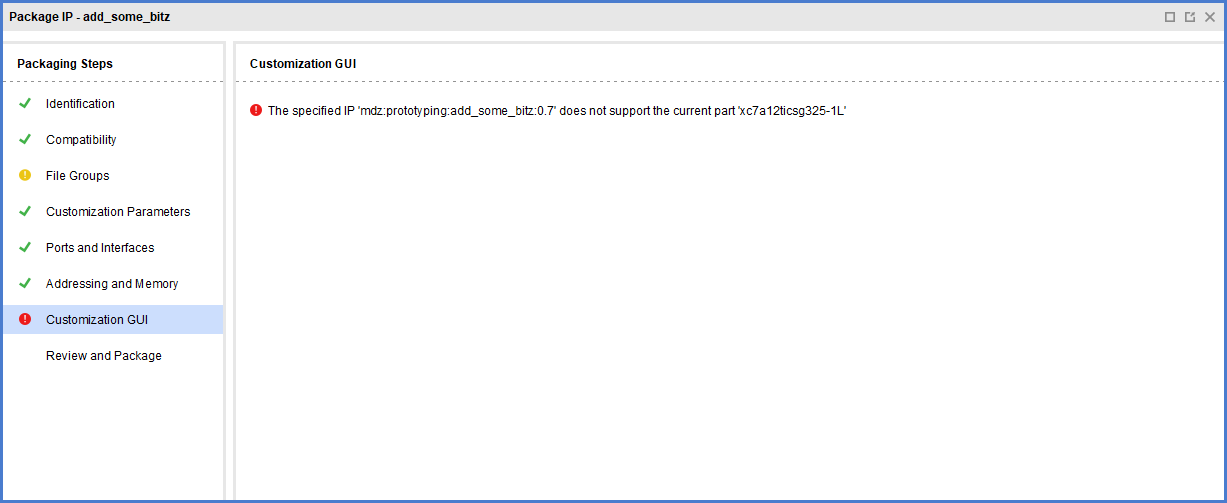 Package IP - add_some_bitz
Packaging Steps
Identification
Compatibility
File Groups
Customization Parameters
Ports and Interfaces
Addressing and Memory
Customization GUI
Review and Package
Customization GUI
The specified IP 'mdz:prototyping:add_some_bitz:0.7' does not support the current part 'xc7a12ticsg325-1L'